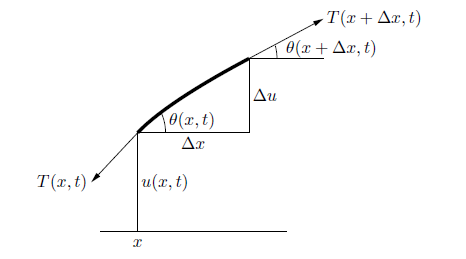 T(x + Δx, t)
θ(x + Δx, t)
Δu
θ(x, t)
Δx
T(x, t)
u(x, t)
x